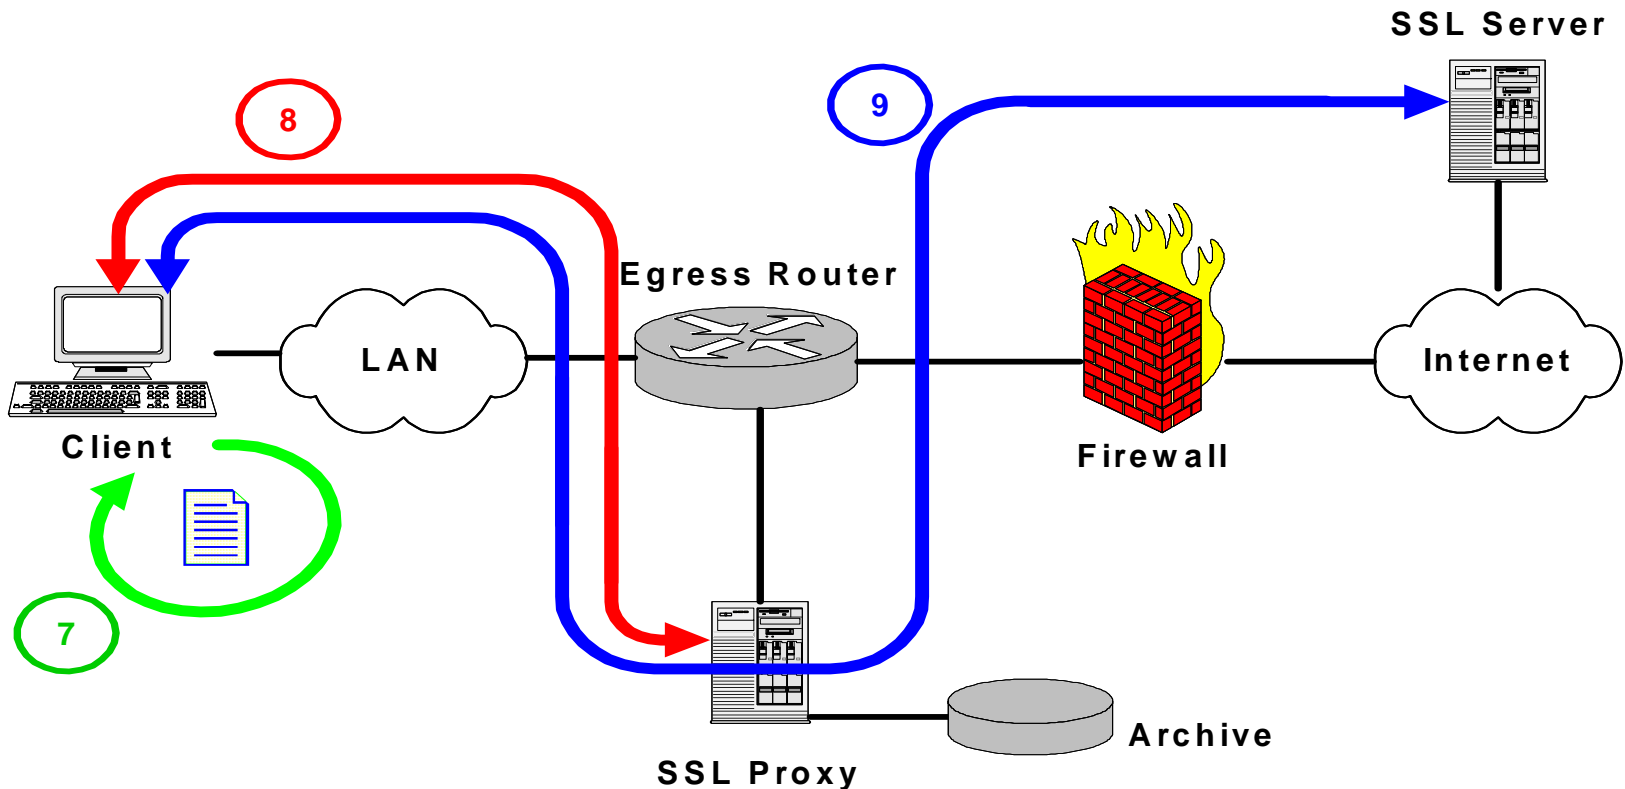 SSL Server
8
9
Egress Router
LAN
Internet
Client
Firewall
7
Archive
SSL Proxy